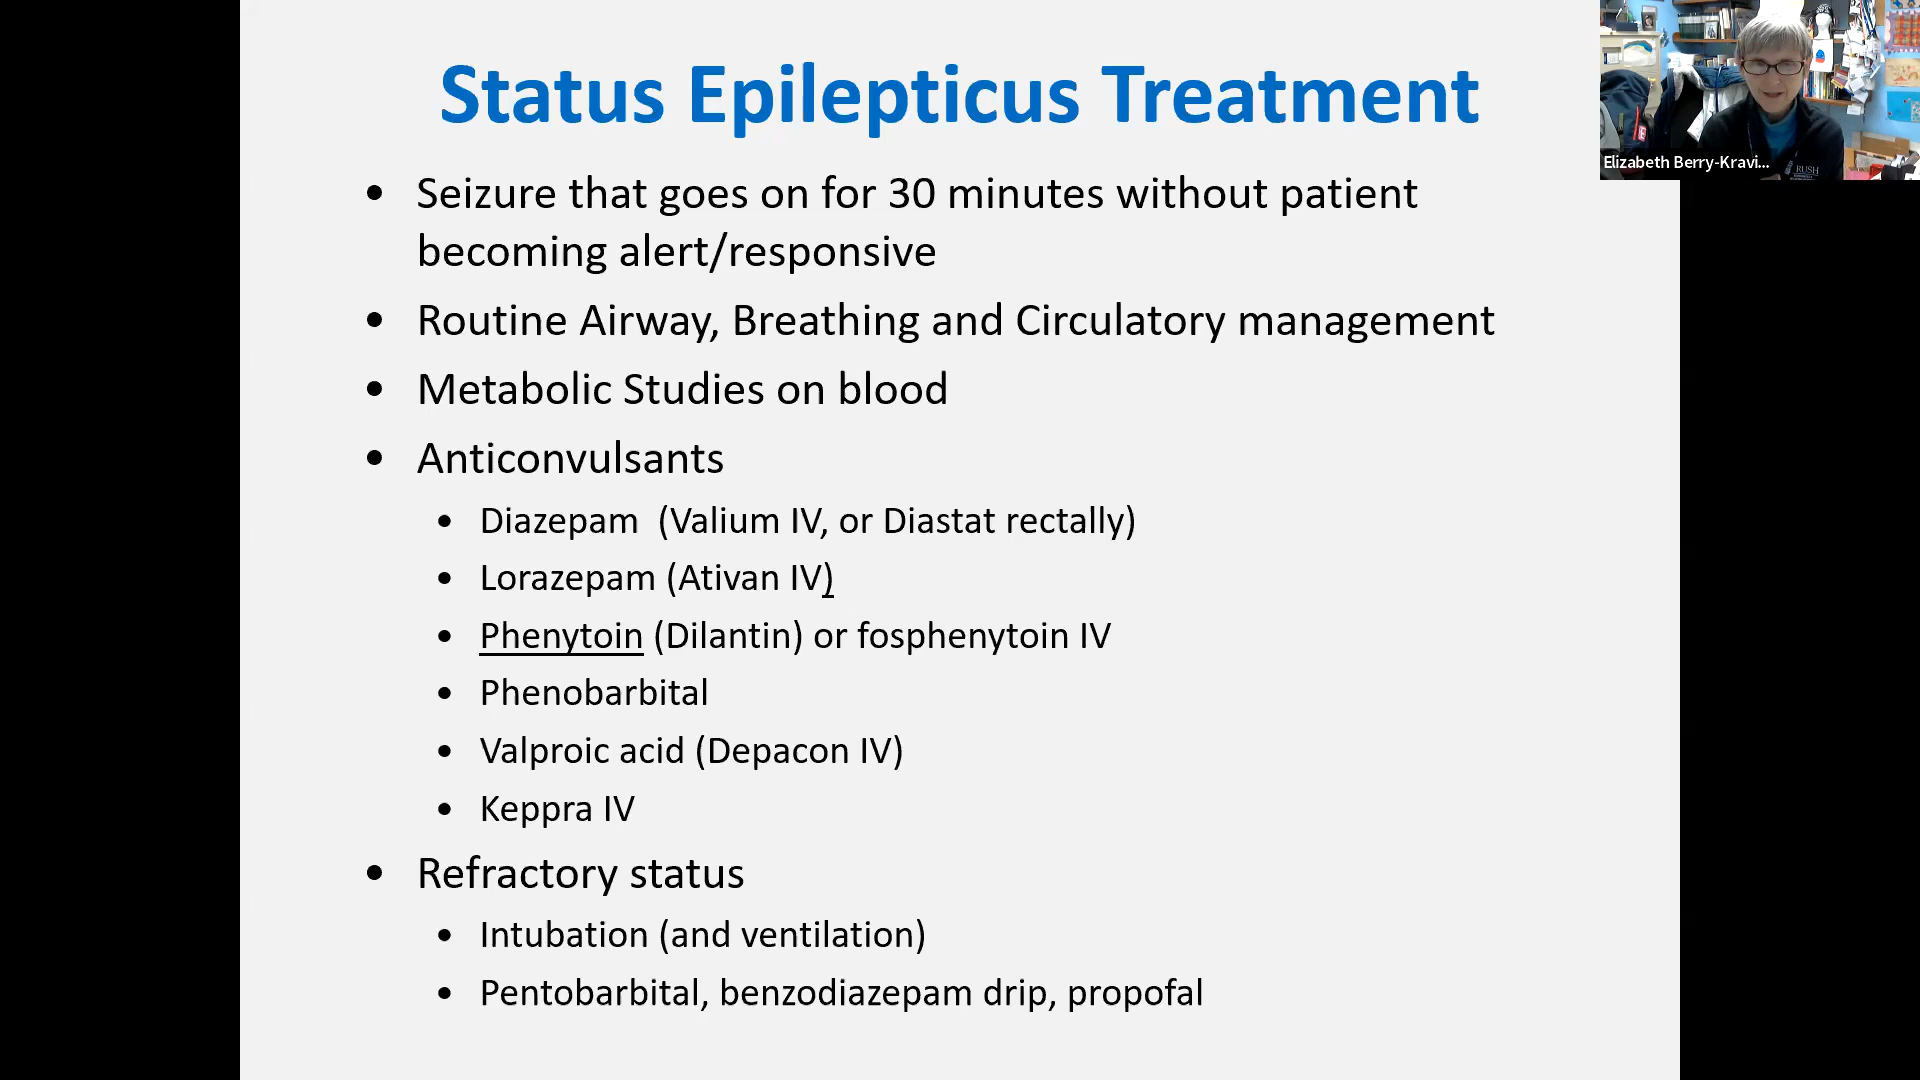 Status Epilepticus Treatment
Elizabeth Berry-Kravi...
RUSH
• Seizure that goes on for 30 minutes without patient
becoming alert/responsive
• Routine Airway, Breathing and Circulatory management
• Metabolic Studies on blood
• Anticonvulsants
• Diazepam (Valium IV, or Diastat rectally)
• Lorazepam (Ativan IV)
• Phenytoin (Dilantin) or fosphenytoin IV
• Phenobarbital
• Valproic acid (Depacon IV)
• Keppra IV
• Refractory status
• Intubation (and ventilation)
• Pentobarbital, benzodiazepam drip, propofal